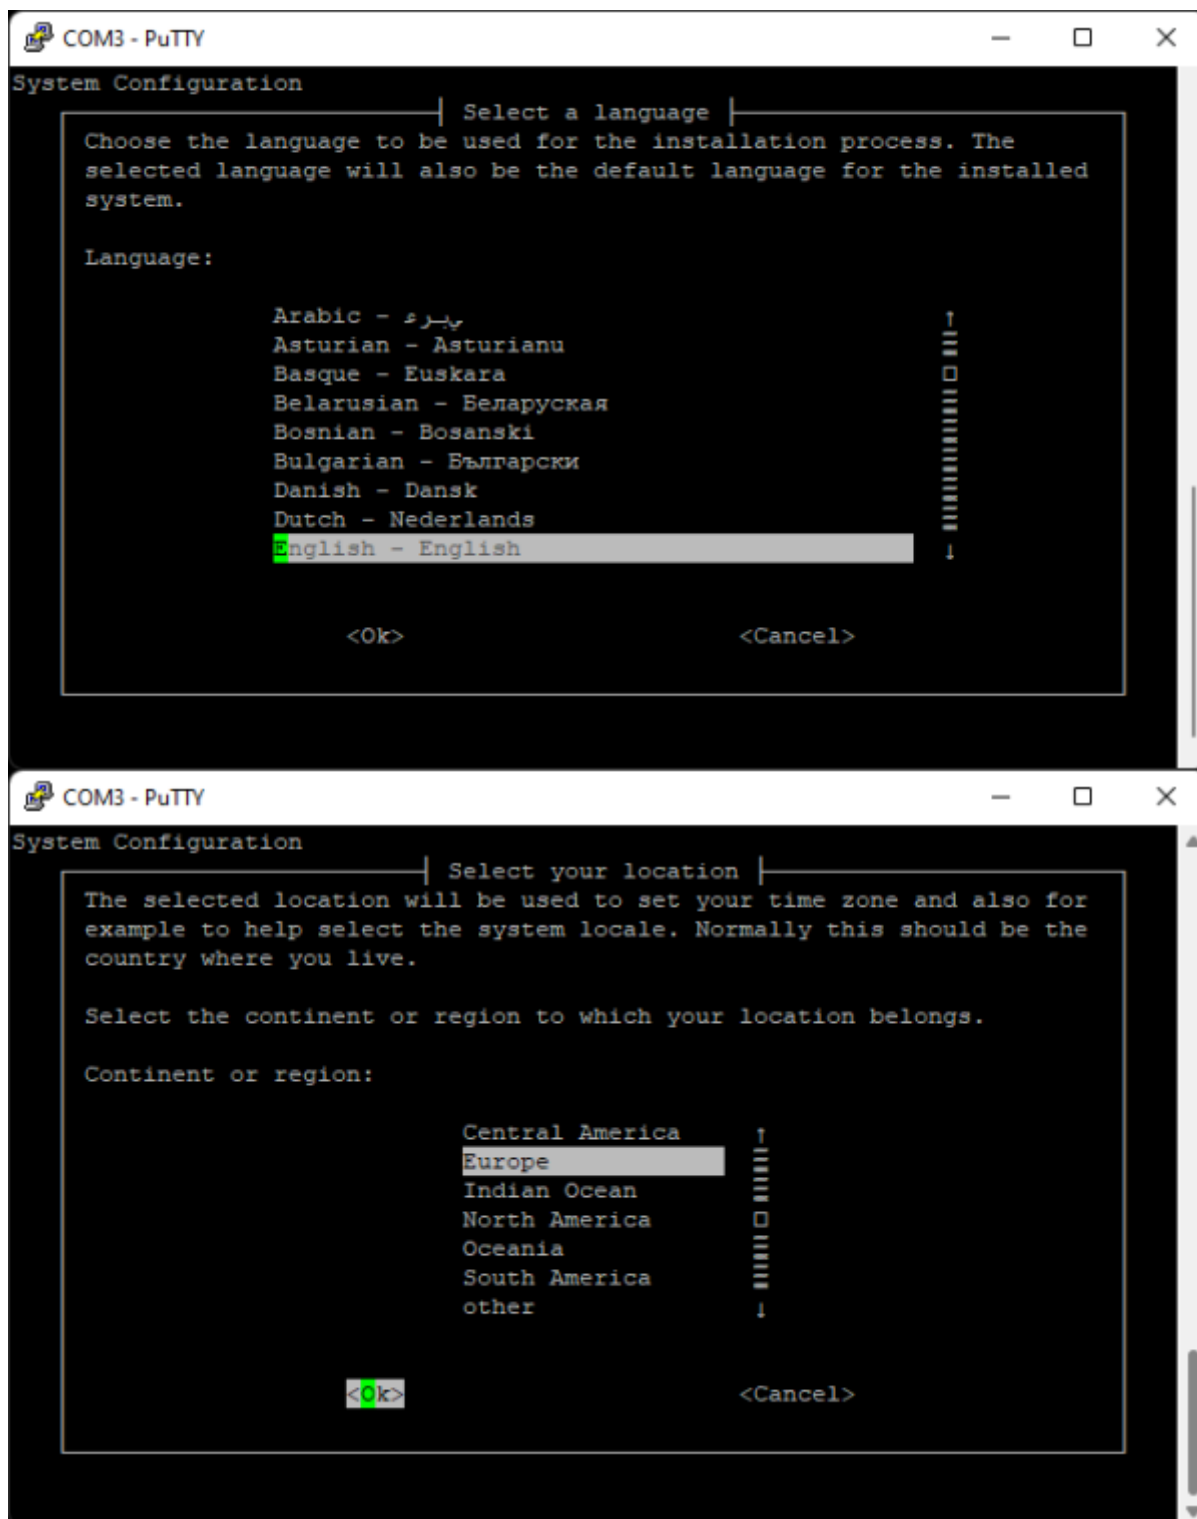 COM3 - PuTTY
System Configuration
Select a language
Choose the language to be used for the installation process. The
selected language will also be the default language for the installed
system.
Language:
Arabic - ﻲﺑﺮﻋ
Asturian - Asturianu
Basque - Euskara
Belarusian - Беларуская
Bosnian - Bosanski
Bulgarian - Български
Danish - Dansk
Dutch - Nederlands
English - English
<Ok> <Cancel>
COM3 - PuTTY
System Configuration
Select your location
The selected location will be used to set your time zone and also for
example to help select the system locale. Normally this should be the
country where you live.
Select the continent or region to which your location belongs.
Continent or region:
Central America
Europe
Indian Ocean
North America
Oceania
South America
other
<Ok> <Cancel>